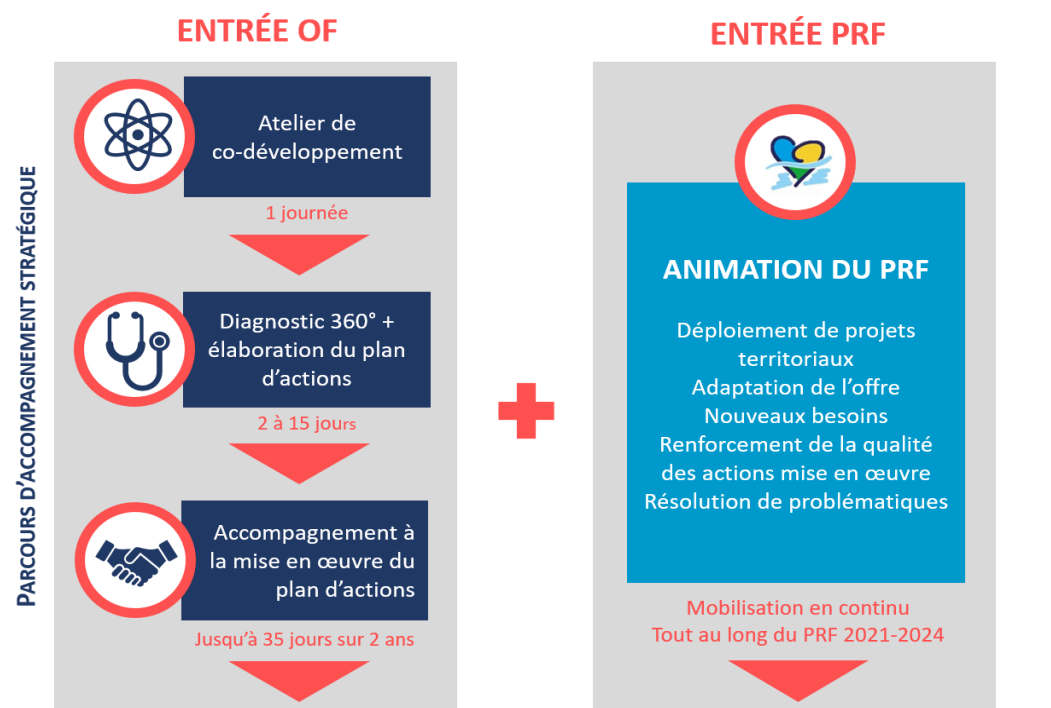 ENTRÉE OF
PARCOURS D'ACCOMPAGNEMENT STRATÉGIQUE
Atelier de
co-développement
1 journée
Diagnostic 360° +
élaboration du plan
d'actions
2 à 15 jours
Accompagnement à
la mise en œuvre du
plan d'actions
Jusqu'à 35 jours sur 2 ans
ENTRÉE PRF
ANIMATION DU PRF
Déploiement de projets
territoriaux
Adaptation de l'offre
Nouveaux besoins
Renforcement de la qualité
des actions mise en œuvre
Résolution de problématiques
Mobilisation en continu
Tout au long du PRF 2021-2024